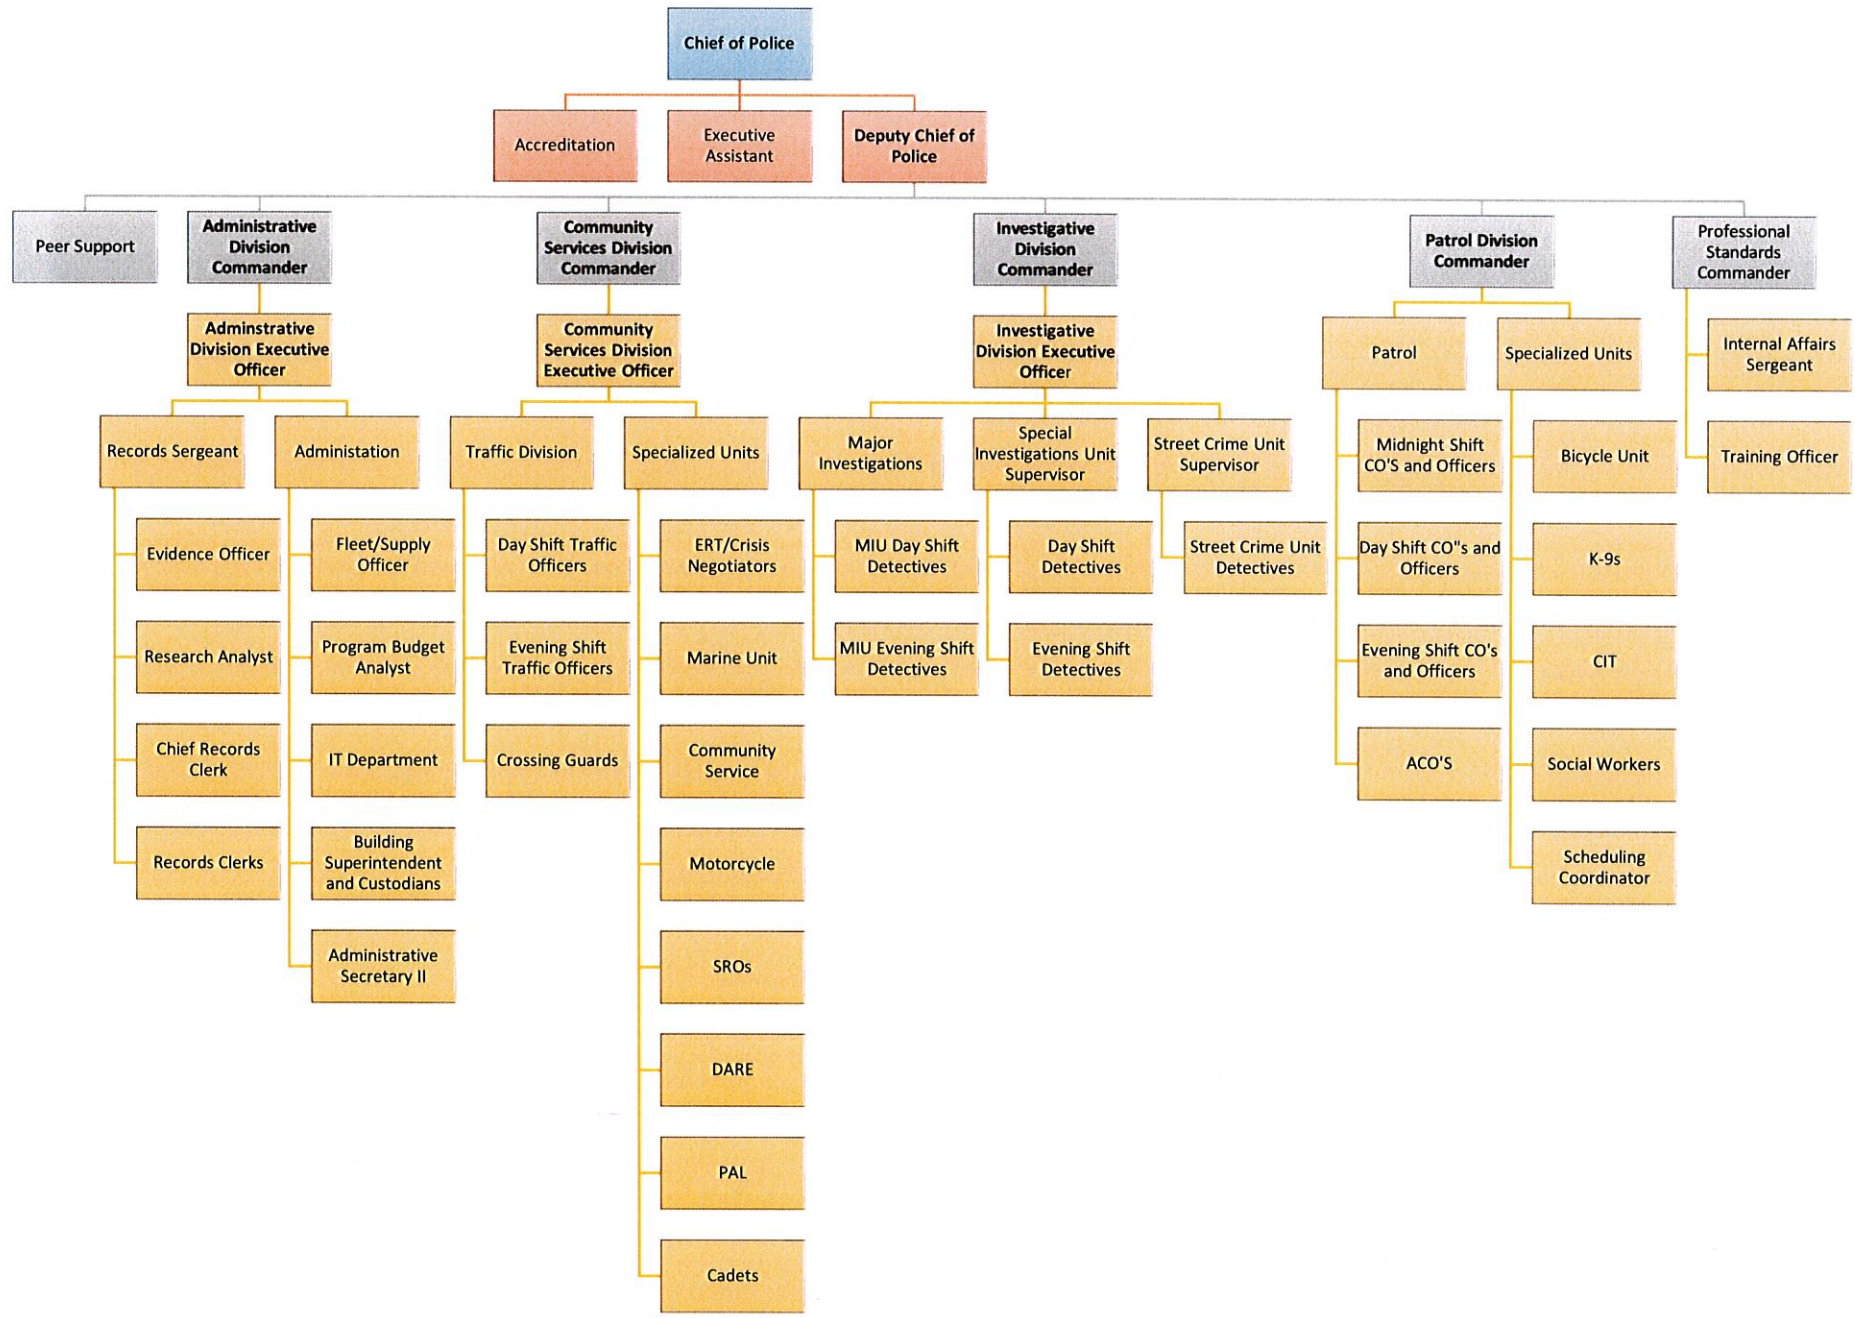 Chief of Police
Accreditation
Executive
Assistant
Deputy Chief of
Police
Peer Support
Administrative
Division
Commander
Community
Services Division
Commander
Investigative
Division
Commander
Patrol Division
Commander
Professional
Standards
Commander
Adminstrative
Division Executive
Officer
Community
Services Division
Executive Officer
Investigative
Division Executive
Officer
Patrol
Specialized Units
Internal Affairs
Sergeant
Records Sergeant
Administation
Traffic Division
Specialized Units
Major
Investigations
Special
Investigations Unit
Supervisor
Street Crime Unit
Supervisor
Midnight Shift
CO'S and Officers
Bicycle Unit
Training Officer
Evidence Officer
Fleet/Supply
Officer
Day Shift Traffic
Officers
ERT/Crisis
Negotiators
MIU Day Shift
Detectives
Day Shift
Detectives
Street Crime Unit
Detectives
Day Shift CO"s and
Officers
K-9s
Research Analyst
Program Budget
Analyst
Evening Shift
Traffic Officers
Marine Unit
MIU Evening Shift
Detectives
Evening Shift
Detectives
Evening Shift CO's
and Officers
CIT
Chief Records
Clerk
IT Department
Crossing Guards
Community
Service
ACO'S
Social Workers
Records Clerks
Building
Superintendent
and Custodians
Motorcycle
Scheduling
Coordinator
Administrative
Secretary II
SROs
DARE
PAL
Cadets